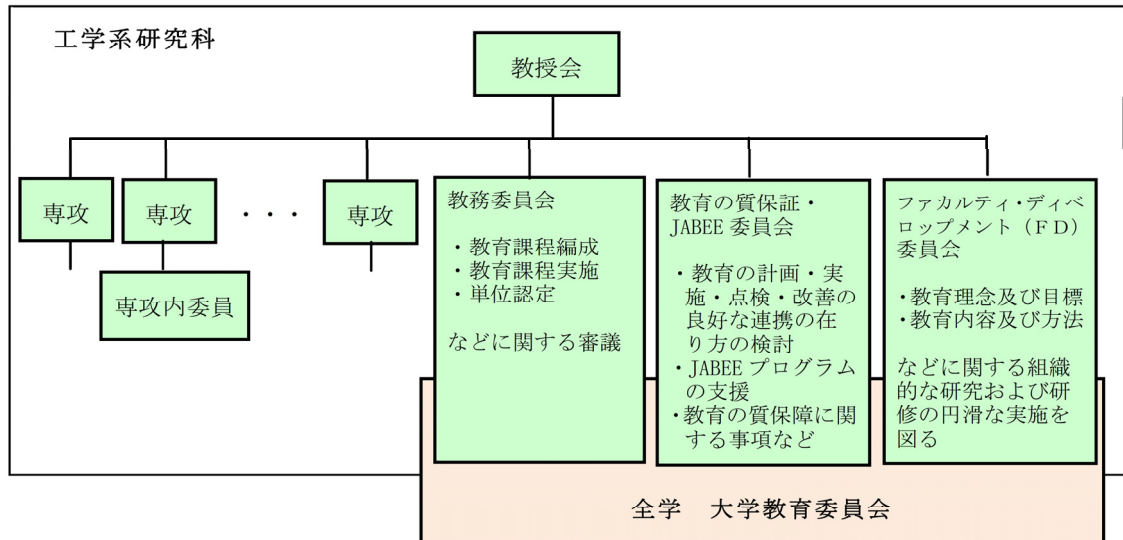 工学系研究科
教授会
専攻
専攻
・・・
専攻
専攻内委員
教務委員会
・教育課程編成
・教育課程実施
・単位認定
などに関する審議
教育の質保証・
JABEE 委員会
・教育の計画・実
施・点検・改善の
良好な連携の在
り方の検討
・JABEE プログラム
の支援
・教育の質保障に関
する事項など
ファカルティ・ディベ
ロップメント（ＦＤ）
委員会
・教育理念及び目標
・教育内容及び方法
などに関する組織
的な研究および研
修の円滑な実施を
図る
全学　大学教育委員会